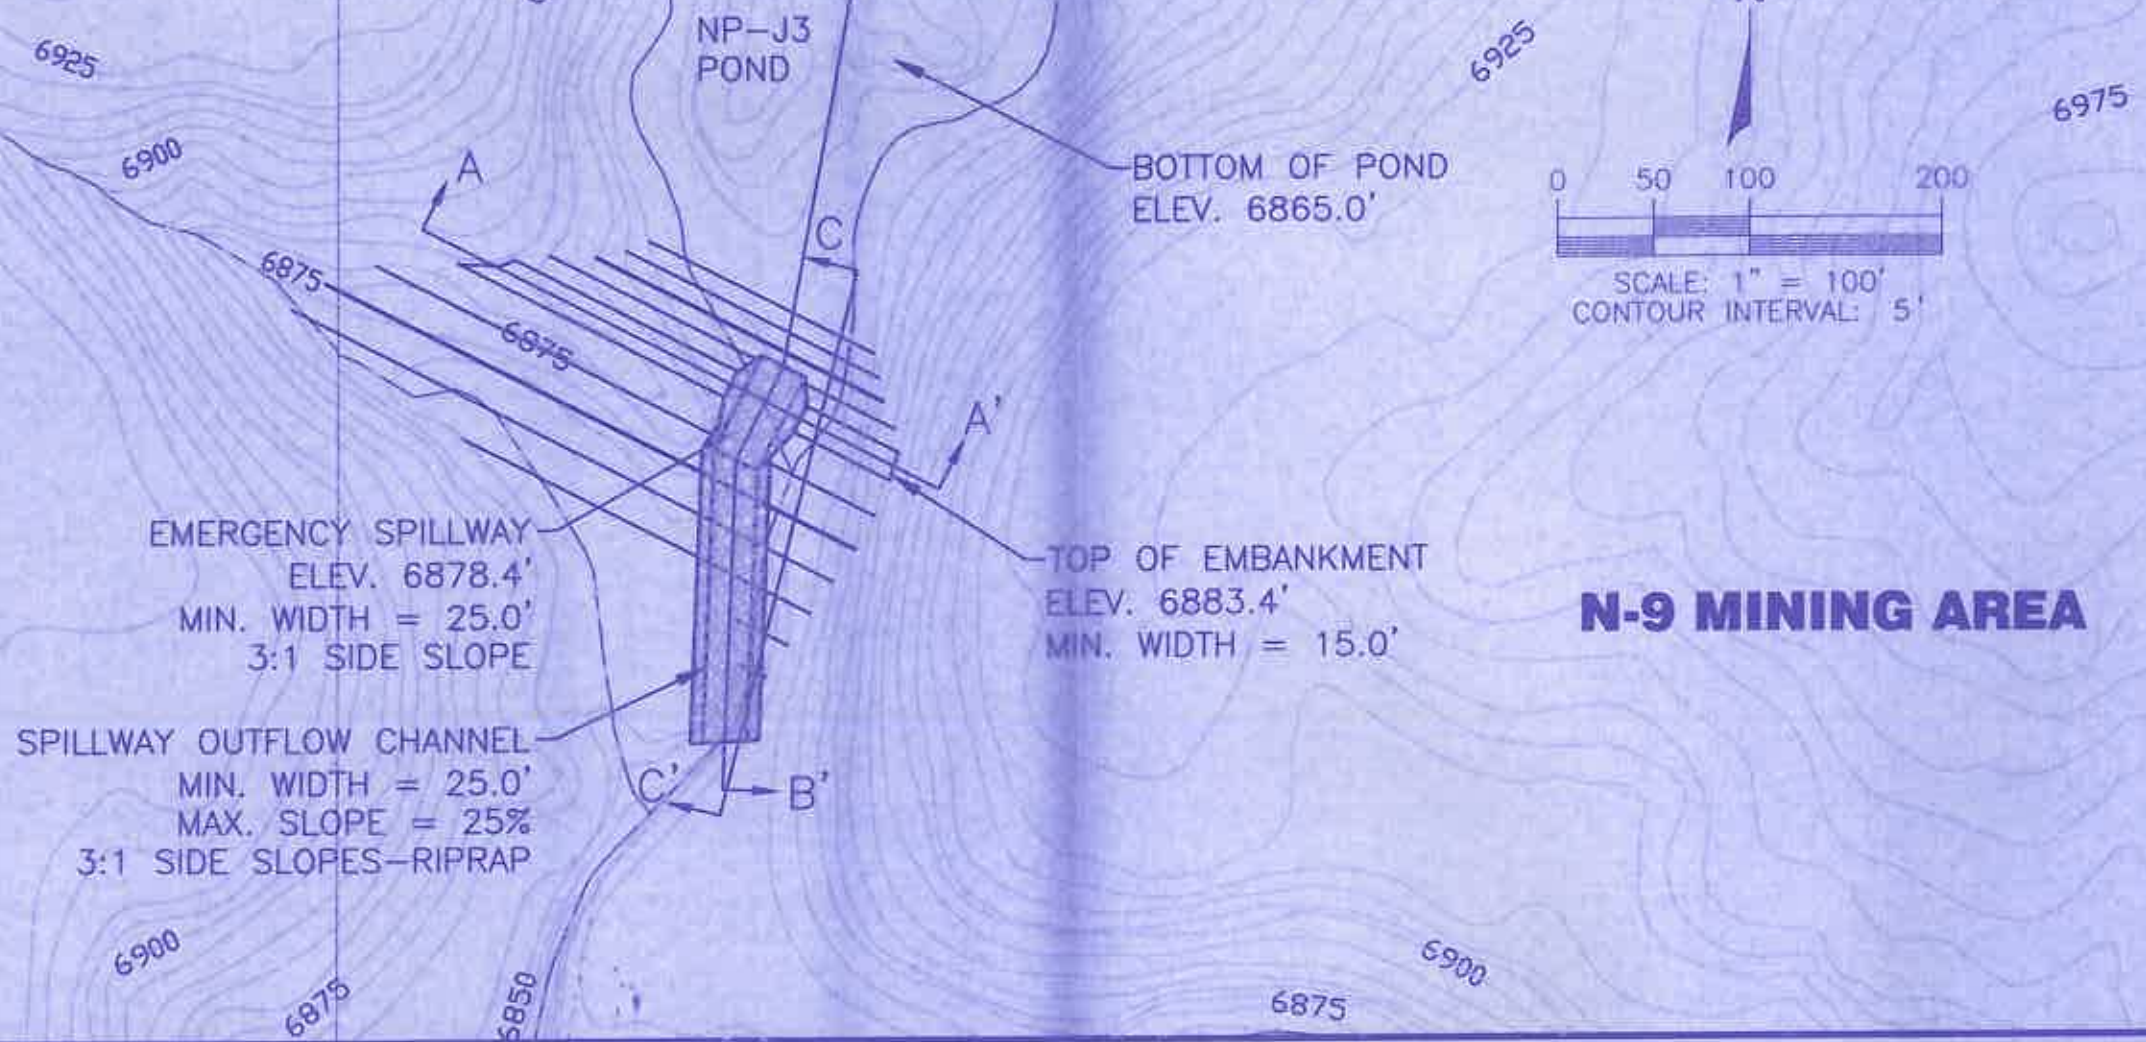 NP-J3
POND
6925
6925
6975
6900
A
BOTTOM OF POND
ELEV. 6865.0'
0 50 100 200
SCALE: 1" = 100'
CONTOUR INTERVAL: 5'
C
6875
6875
A'
EMERGENCY SPILLWAY
ELEV. 6878.4'
MIN. WIDTH = 25.0'
3:1 SIDE SLOPE
TOP OF EMBANKMENT
ELEV. 6883.4'
MIN. WIDTH = 15.0'
N-9 MINING AREA
SPILLWAY OUTFLOW CHANNEL
MIN. WIDTH = 25.0'
MAX. SLOPE = 25%
3:1 SIDE SLOPES-RIPRAP
C'
B'
6900
6875
6850
6900
6875